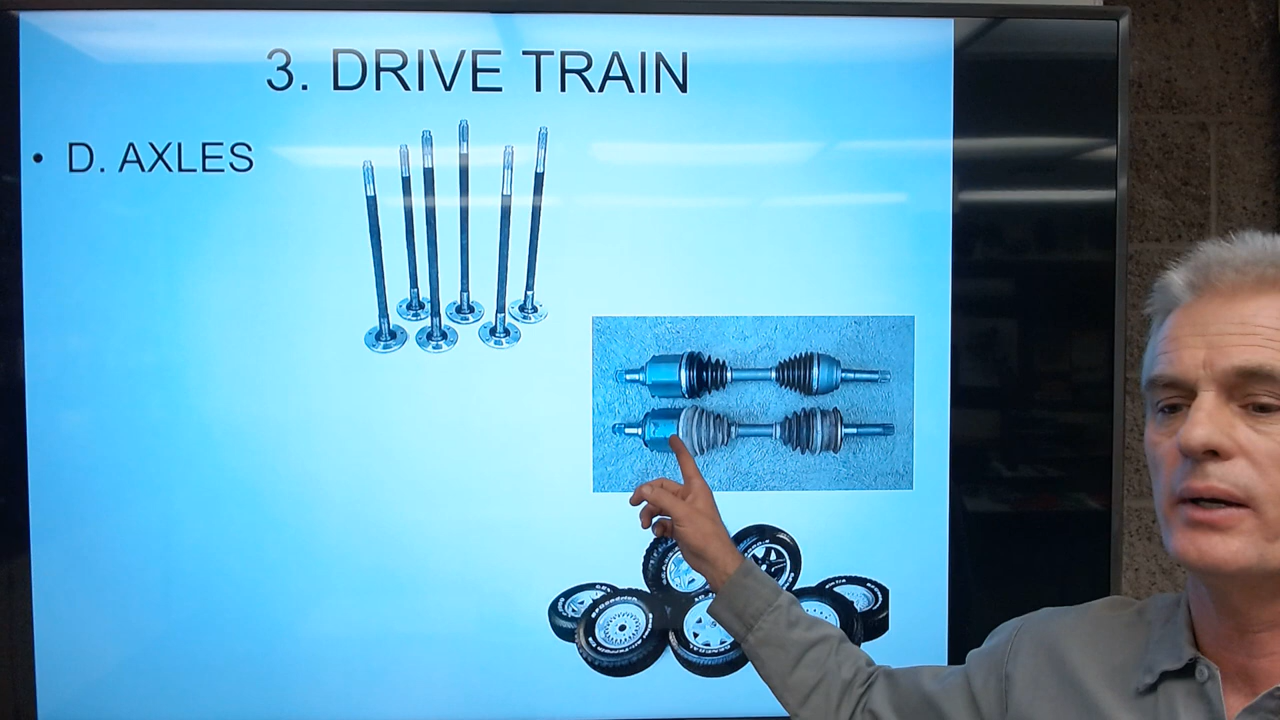 3. DRIVE TRAIN
• D. AXLES